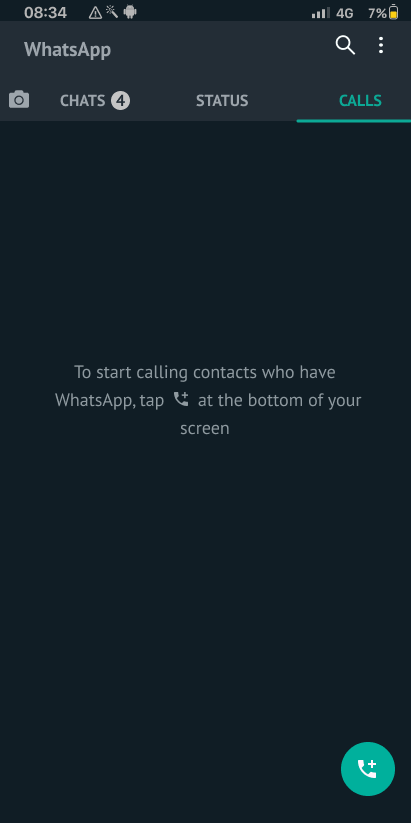 08:34 4G 7%
WhatsApp
CHATS 4 STATUS CALLS
To start calling contacts who have
WhatsApp, tap at the bottom of your
screen